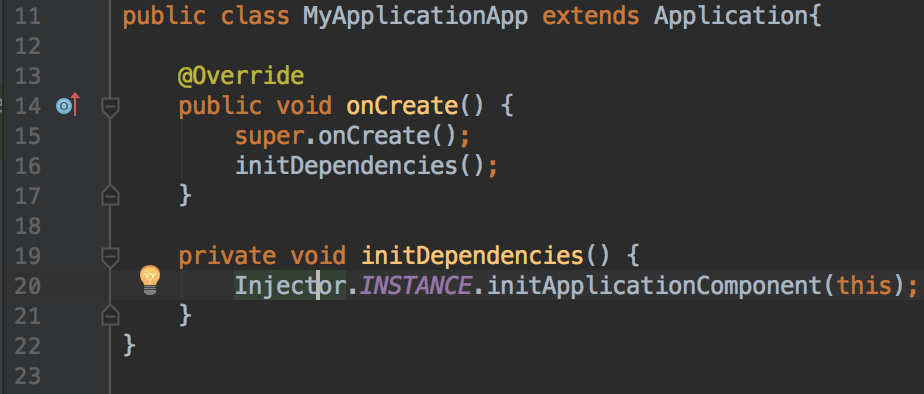 11 public class MyApplicationApp extends Application{
12
13     @Override
14     public void onCreate() {
15         super.onCreate();
16         initDependencies();
17     }
18
19     private void initDependencies() {
20         Injector.INSTANCE.initApplicationComponent(this);
21     }
22 }
23